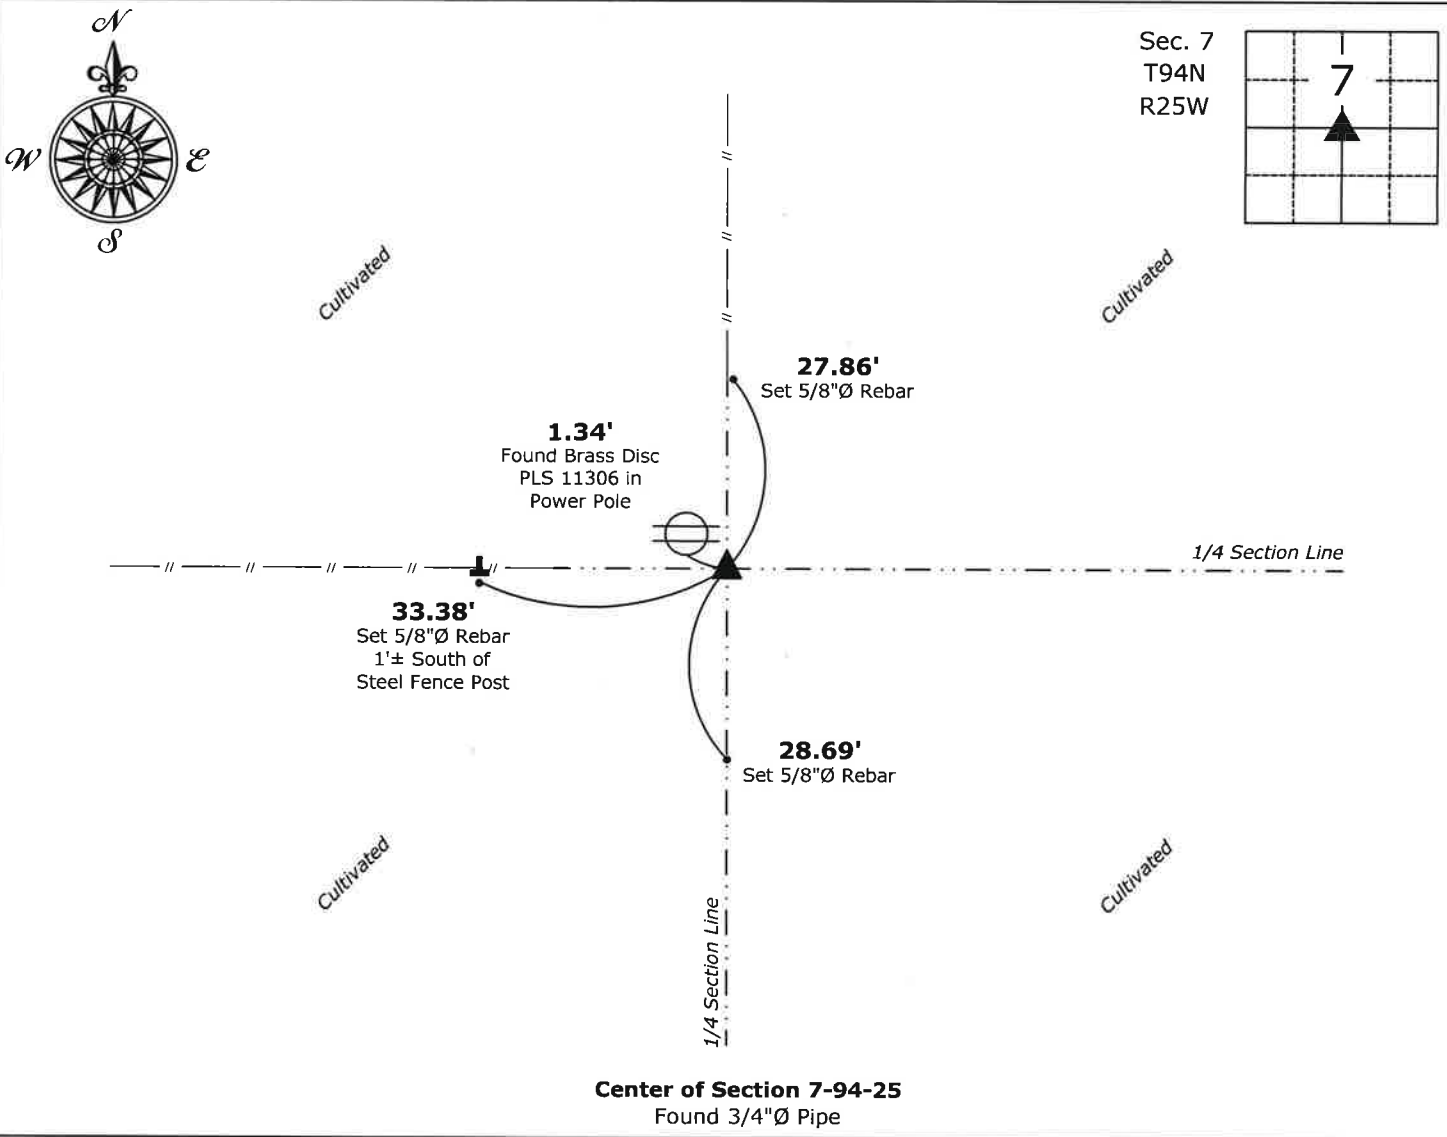 N
W
E
S
Sec. 7
T94N
R25W
7
Cultivated
Cultivated
27.86'
Set 5/8"Ø Rebar
1.34'
Found Brass Disc
PLS 11306 in
Power Pole
1/4 Section Line
33.38'
Set 5/8"Ø Rebar
1'± South of
Steel Fence Post
28.69'
Set 5/8"Ø Rebar
Cultivated
Cultivated
1/4 Section Line
Center of Section 7-94-25
Found 3/4"Ø Pipe